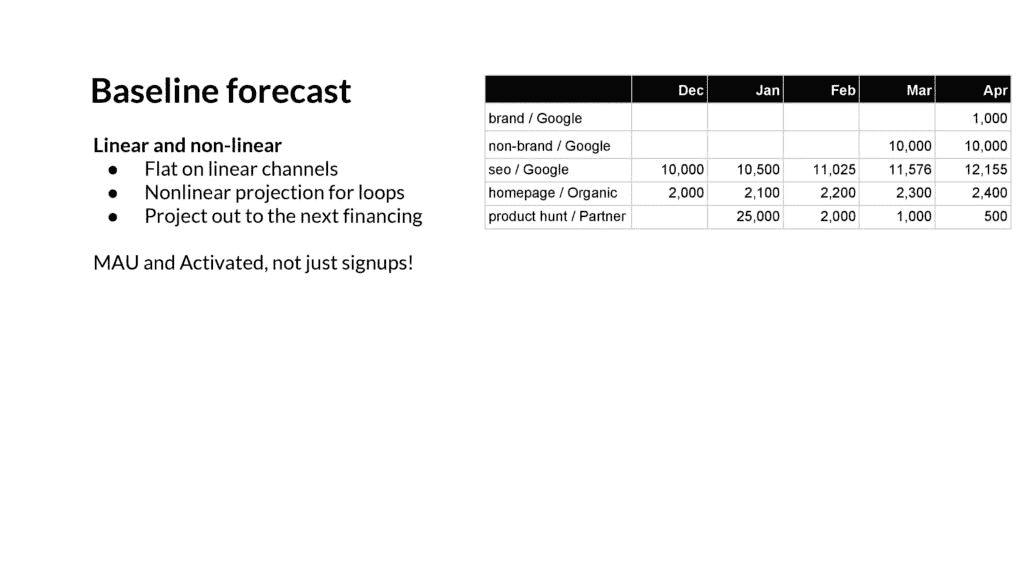 Baseline forecast
Linear and non-linear
● Flat on linear channels
● Nonlinear projection for loops
● Project out to the next financing
MAU and Activated, not just signups!
Dec Jan Feb Mar Apr
brand / Google 1,000
non-brand / Google 10,000 10,000
seo / Google 10,000 10,500 11,025 11,576 12,155
homepage / Organic 2,000 2,100 2,200 2,300 2,400
product hunt / Partner 25,000 2,000 1,000 500